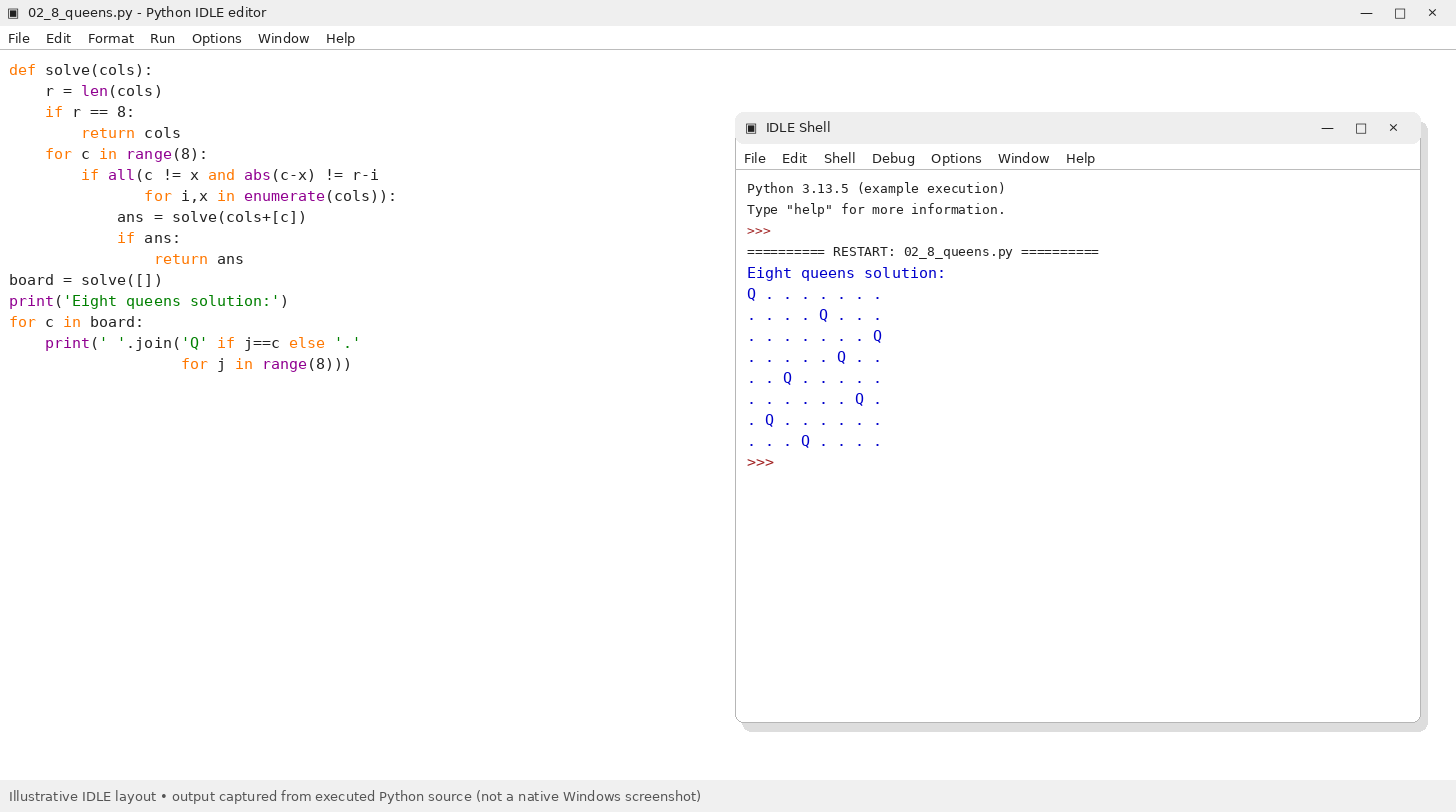 ▣ 02_8_queens.py - Python IDLE editor — □ ×
File Edit Format Run Options Window Help
def solve(cols):
    r = len(cols)
    if r == 8:
        return cols
    for c in range(8):
        if all(c != x and abs(c-x) != r-i
               for i,x in enumerate(cols)):
            ans = solve(cols+[c])
            if ans:
                return ans
board = solve([])
print('Eight queens solution:')
for c in board:
    print(' '.join('Q' if j==c else '.'
                   for j in range(8)))
▣ IDLE Shell — □ ×
File Edit Shell Debug Options Window Help
Python 3.13.5 (example execution)
Type "help" for more information.
>>>
========== RESTART: 02_8_queens.py ==========
Eight queens solution:
Q . . . . . . .
. . . . Q . . .
. . . . . . . Q
. . . . . Q . .
. . Q . . . . .
. . . . . . Q .
. Q . . . . . .
. . . Q . . . .
>>>
Illustrative IDLE layout • output captured from executed Python source (not a native Windows screenshot)